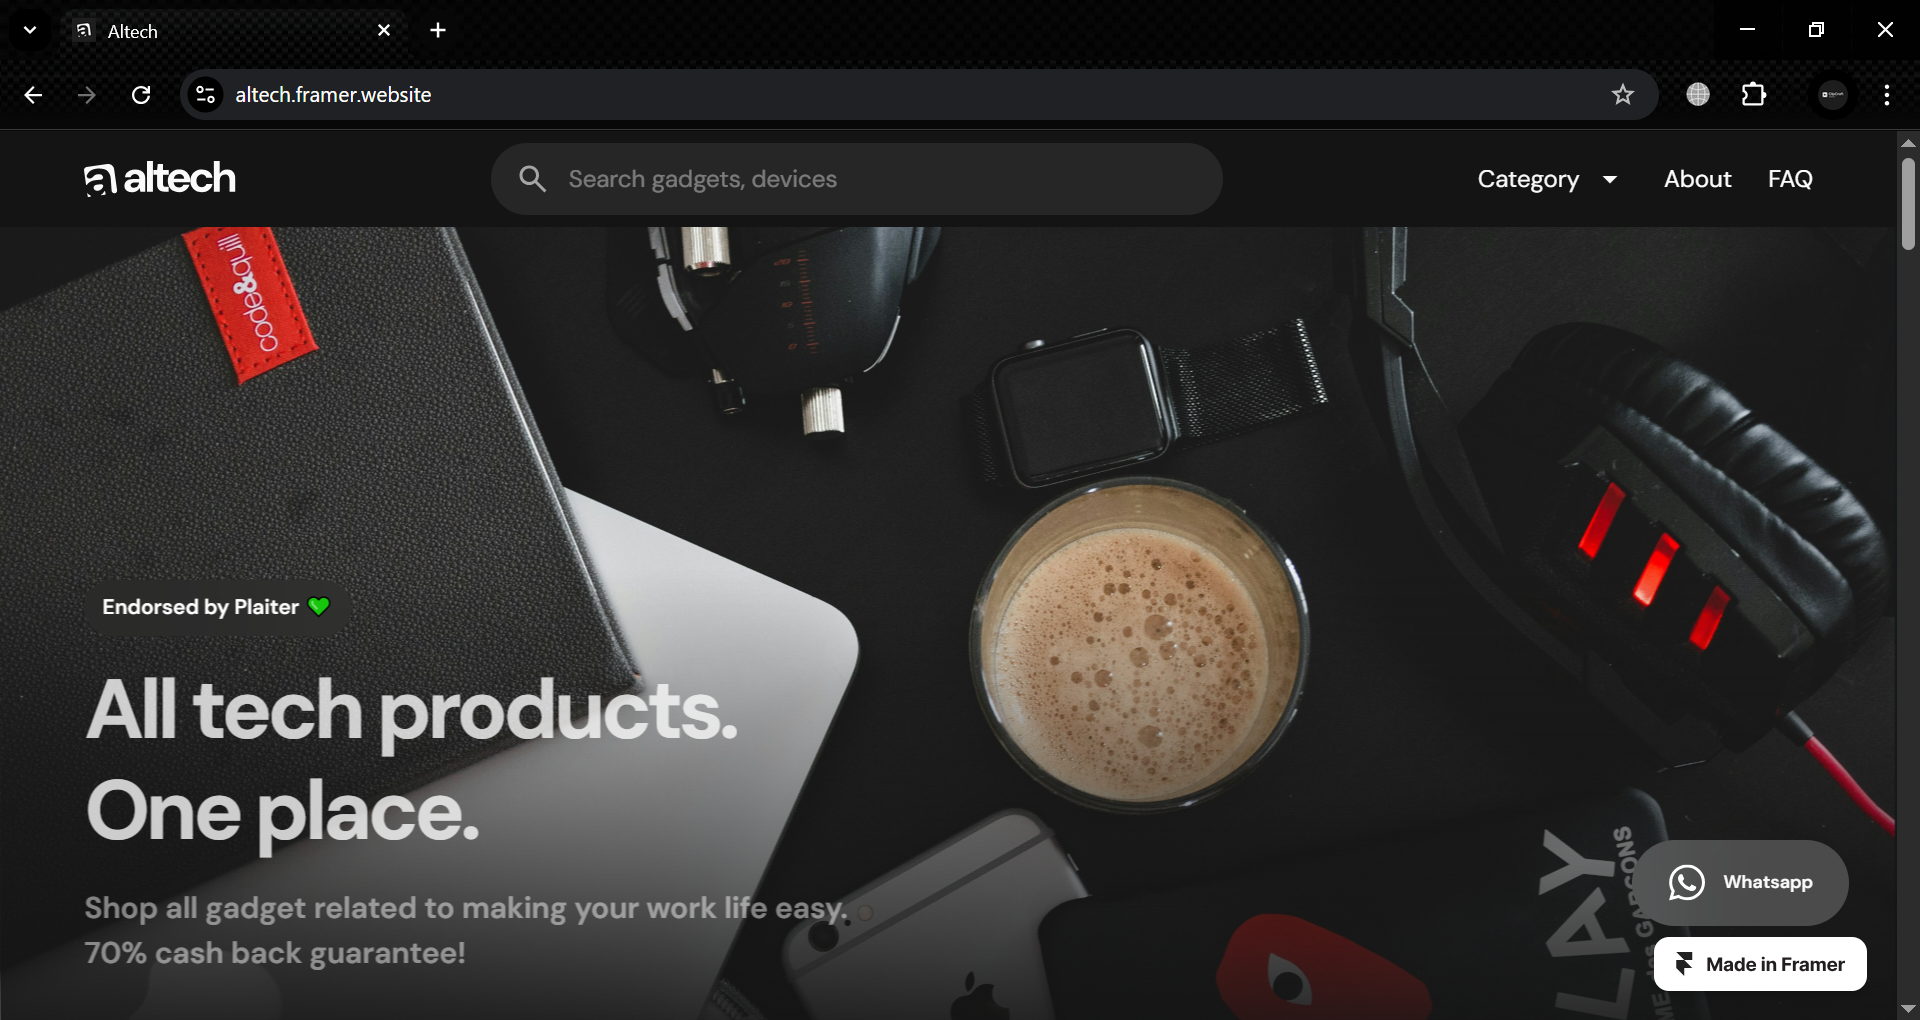 Altech
altech.framer.website
altech
Search gadgets, devices
Category
About
FAQ
code&quill
Endorsed by Plaiter 💚
All tech products.
One place.
Shop all gadget related to making your work life easy.
70% cash back guarantee!
LAY
GARÇONS
Whatsapp
Made in Framer